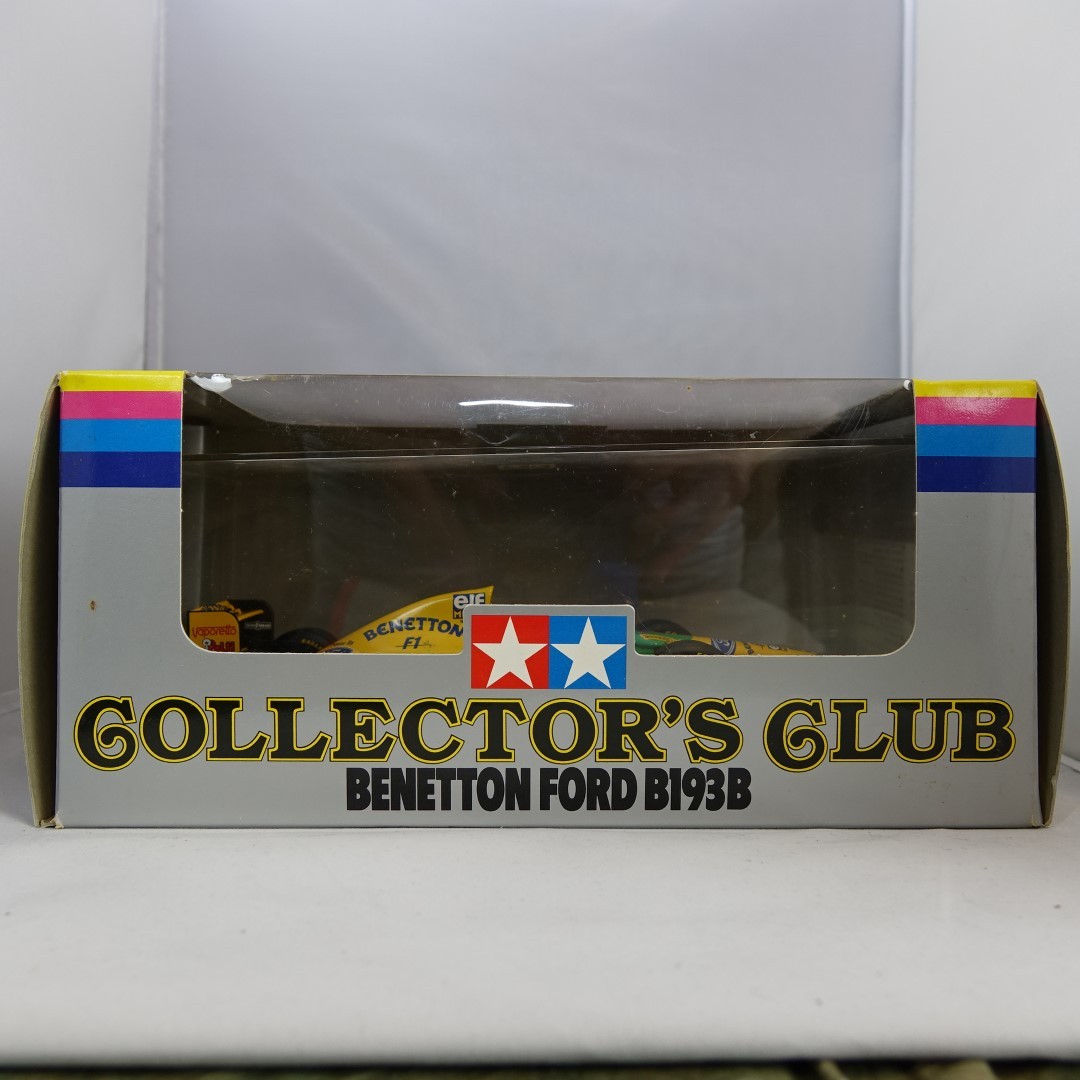 elf
vaporetto
BENETTON
F1
COLLECTOR'S CLUB
BENETTON FORD B193B